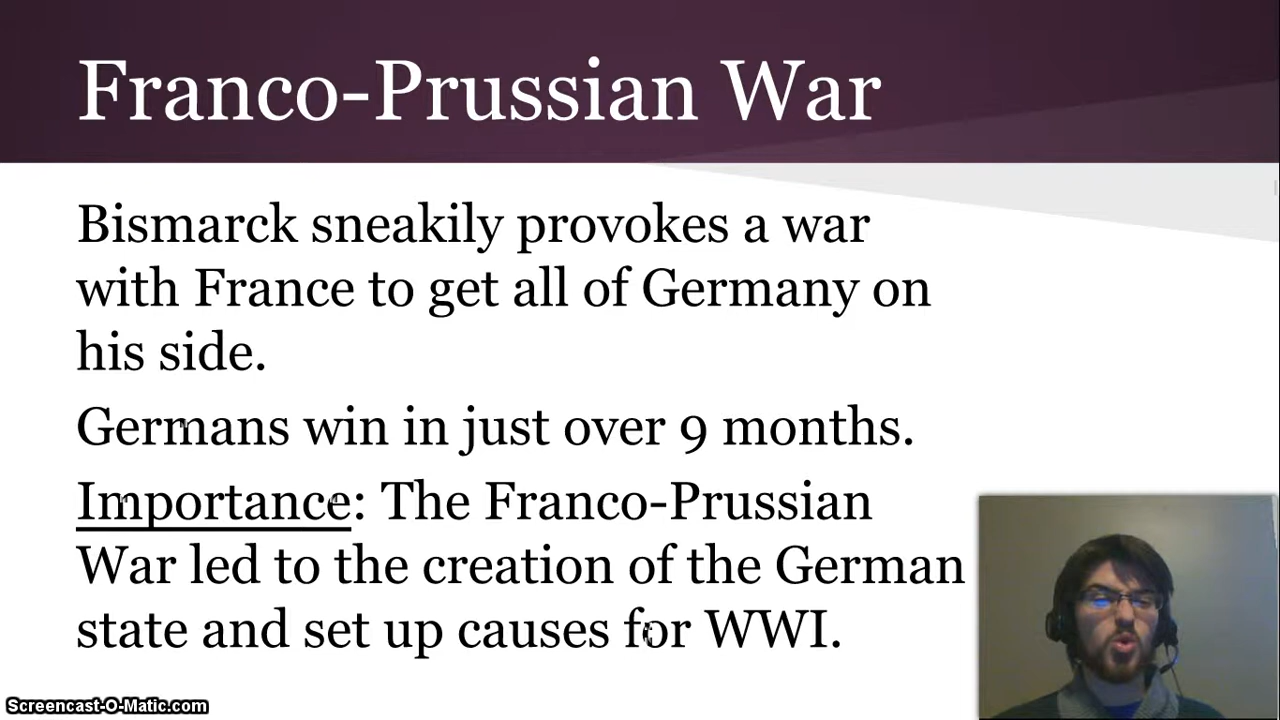 Franco-Prussian War
Bismarck sneakily provokes a war
with France to get all of Germany on
his side.
Germans win in just over 9 months.
Importance: The Franco-Prussian
War led to the creation of the German
state and set up causes for WWI.
Screencast-O-Matic.com